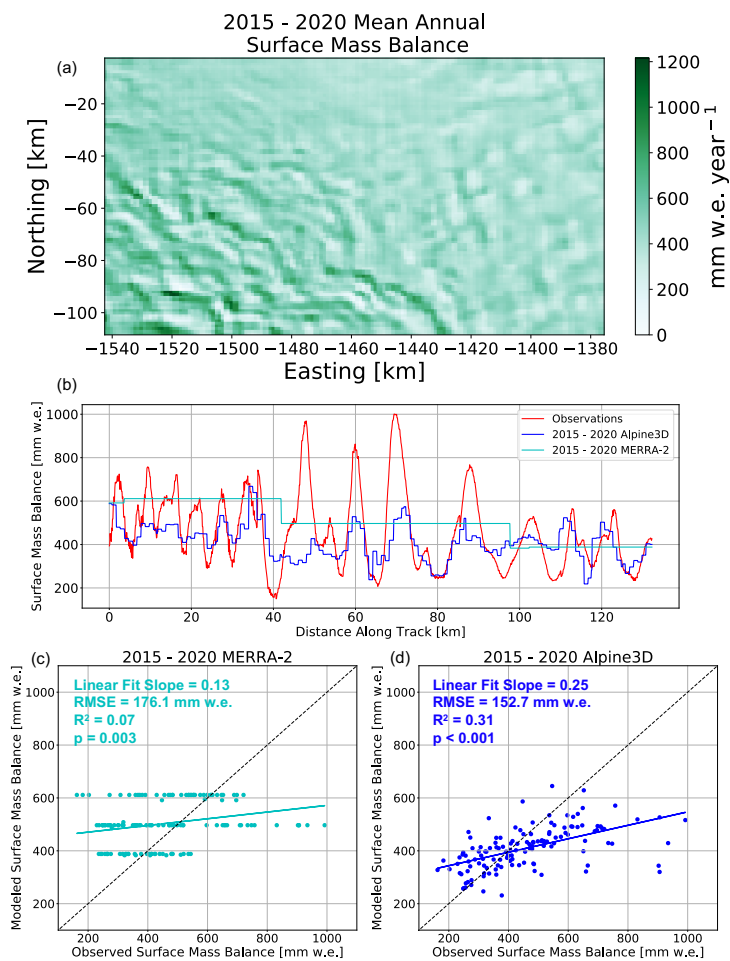 2015 - 2020 Mean Annual
Surface Mass Balance
(a)
Northing [km]
−20
−40
−60
−80
−100
−1540 −1520 −1500 −1480 −1460 −1440 −1420 −1400 −1380
Easting [km]
1200
1000
800
600
400
200
0
mm w.e. year⁻¹
(b)
Surface Mass Balance [mm w.e.]
1000
800
600
400
200
Observations
2015 - 2020 Alpine3D
2015 - 2020 MERRA-2
0 20 40 60 80 100 120
Distance Along Track [km]
(c)
2015 - 2020 MERRA-2
Modeled Surface Mass Balance [mm w.e.]
1000
800
600
400
200
Linear Fit Slope = 0.13
RMSE = 176.1 mm w.e.
R² = 0.07
p = 0.003
200 400 600 800 1000
Observed Surface Mass Balance [mm w.e.]
(d)
2015 - 2020 Alpine3D
Modeled Surface Mass Balance [mm w.e.]
1000
800
600
400
200
Linear Fit Slope = 0.25
RMSE = 152.7 mm w.e.
R² = 0.31
p < 0.001
200 400 600 800 1000
Observed Surface Mass Balance [mm w.e.]